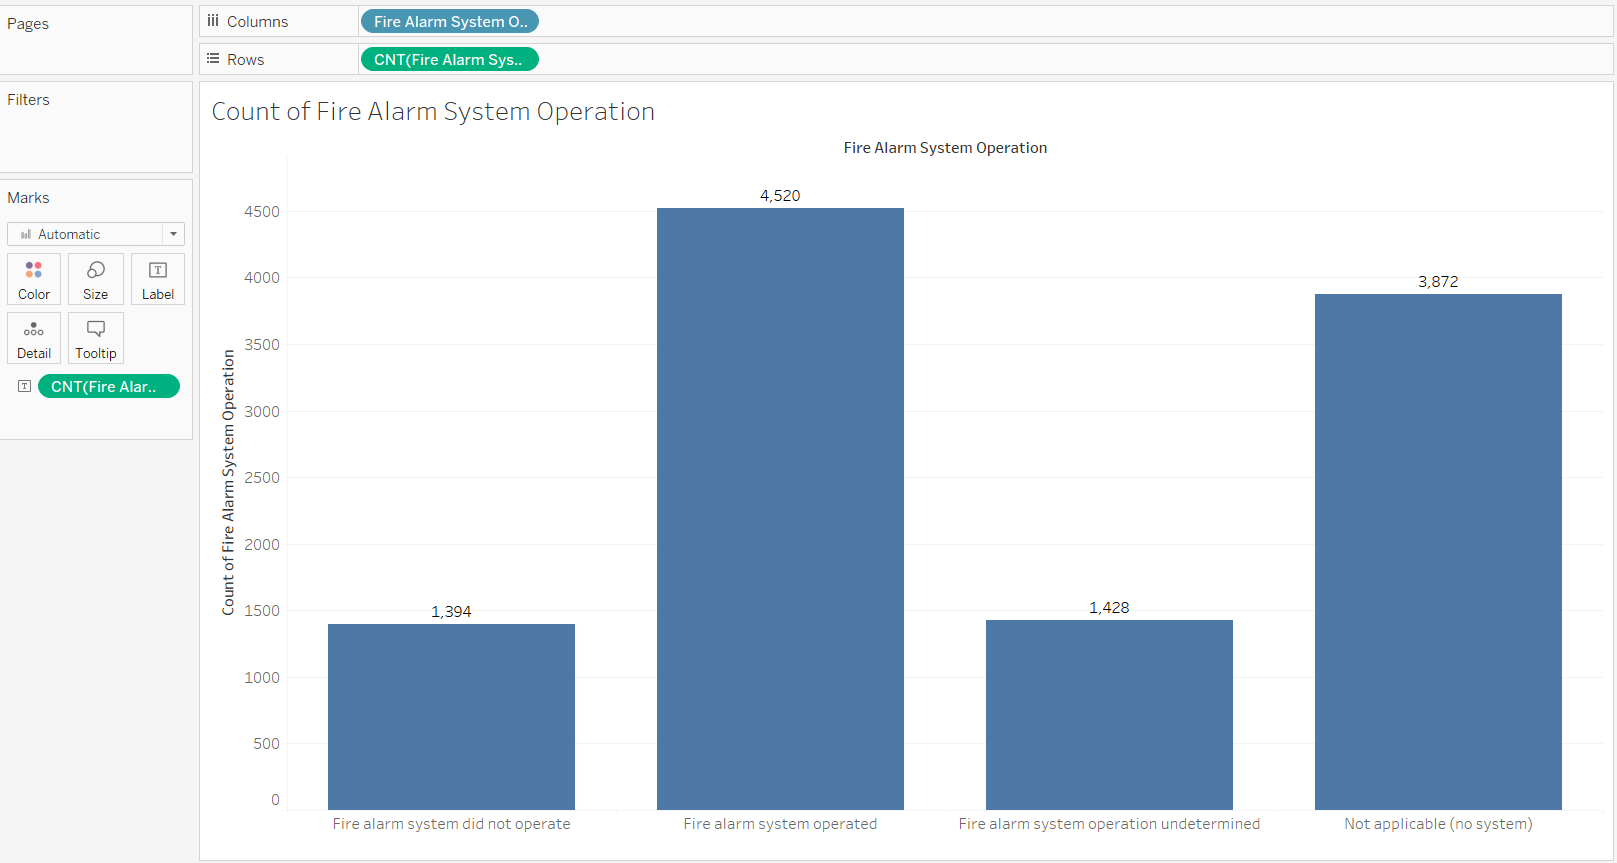 Pages
Columns
Fire Alarm System O..
Rows
CNT(Fire Alarm Sys..
Filters
Marks
Automatic
Color
Size
T
Label
Detail
Tooltip
T
CNT(Fire Alar..
Count of Fire Alarm System Operation
Fire Alarm System Operation
Count of Fire Alarm System Operation
4500
4000
3500
3000
2500
2000
1500
1000
500
0
1,394
4,520
1,428
3,872
Fire alarm system did not operate
Fire alarm system operated
Fire alarm system operation undetermined
Not applicable (no system)